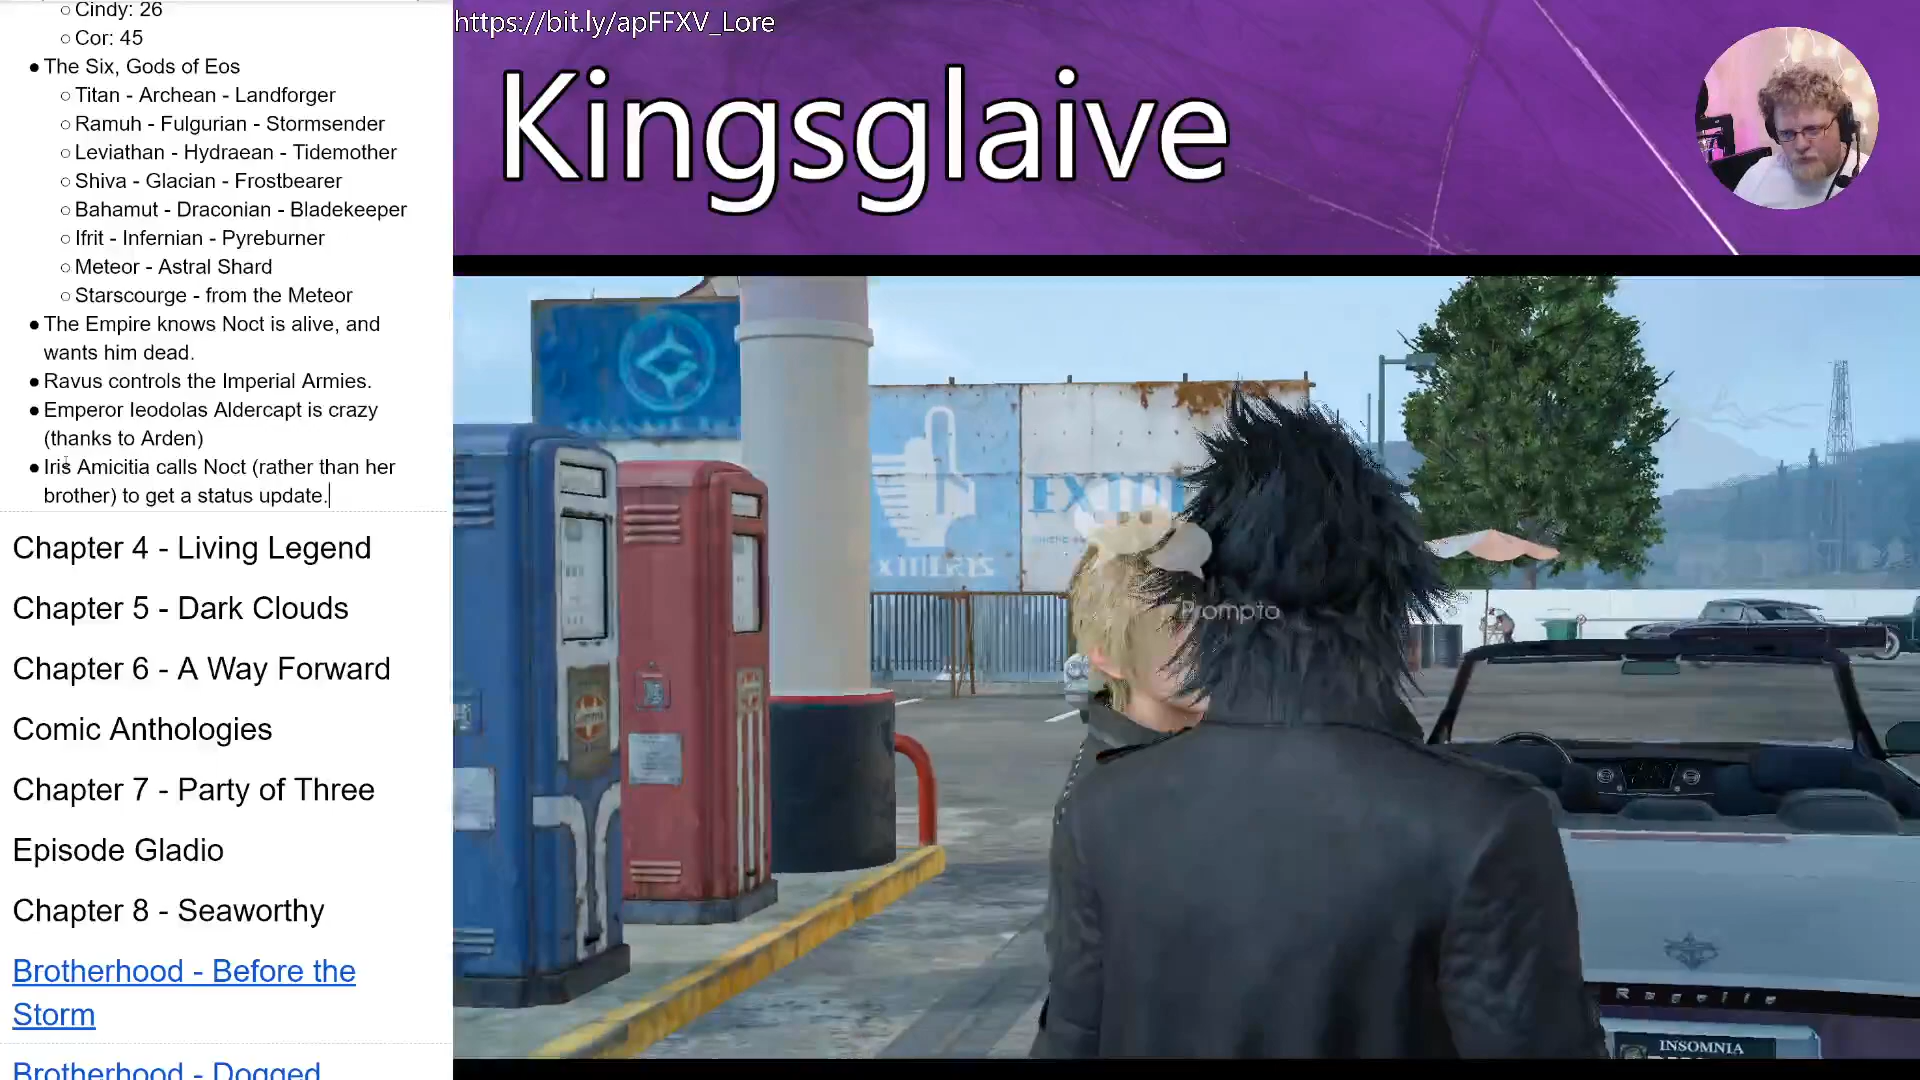 Cindy: 26
Cor: 45
The Six, Gods of Eos
Titan - Archean - Landforger
Ramuh - Fulgurian - Stormsender
Leviathan - Hydraean - Tidemother
Shiva - Glacian - Frostbearer
Bahamut - Draconian - Bladekeeper
Ifrit - Infernian - Pyreburner
Meteor - Astral Shard
Starscourge - from the Meteor
The Empire knows Noct is alive, and
wants him dead.
Ravus controls the Imperial Armies.
Emperor Ieodolas Aldercapt is crazy
(thanks to Arden)
Iris Amicitia calls Noct (rather than her
brother) to get a status update.
Chapter 4 - Living Legend
Chapter 5 - Dark Clouds
Chapter 6 - A Way Forward
Comic Anthologies
Chapter 7 - Party of Three
Episode Gladio
Chapter 8 - Seaworthy
Brotherhood - Before the
Storm
Brotherhood - Dogged
https://bit.ly/apFFXV_Lore
Kingsglaive
Prompto
Regalia
INSOMNIA